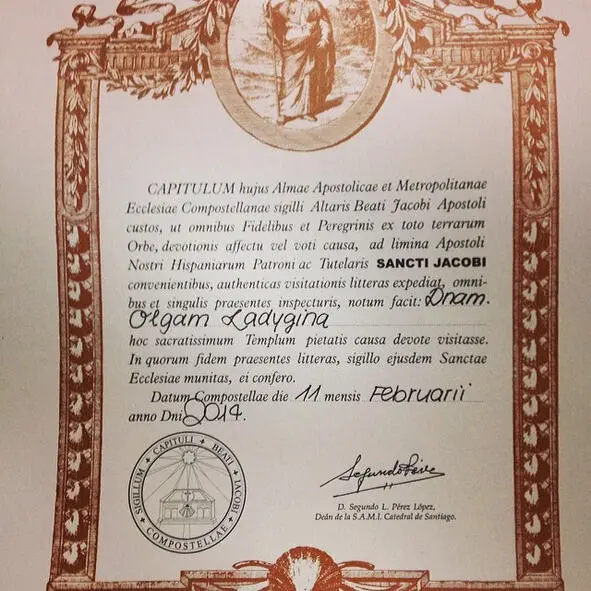 CAPITULUM hujus Almae Apostolicae et Metropolitanae
Ecclesiae Compostellanae sigilli Altaris Beati Jacobi Apostoli
custos, ut omnibus Fidelibus et Peregrinis ex toto terrarum
Orbe, devotionis affectu vel voti causa, ad limina Apostoli
Nostri Hispaniarum Patroni ac Tutelaris SANCTI JACOBI
convenientibus, authenticas visitationis litteras expediat, omni-
bus et singulis praesentes inspecturis, notum facit: Dnam.
Olgam Ladygina
hoc sacratissimum Templum pietatis causa devote visitasse.
In quorum fidem praesentes litteras, sigillo ejusdem Sanctae
Ecclesiae munitas, ei confero.
Datum Compostellae die 11 mensis Februarii
anno Dni 2014.
SIGILLUM ✦ CAPITULI ✦ BEATI ✦ JACOBI ✦ COMPOSTELLAE ✦
D. Segundo L. Pérez López,
Deán de la S.A.M.I. Catedral de Santiago.